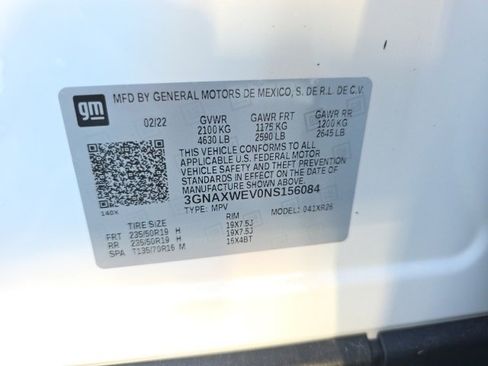 gm
MFD BY GENERAL MOTORS DE MEXICO, S. DE R.L. DE C.V.
02/22 GVWR GAWR FRT GAWR RR
2100 KG 1175 KG 1200 KG
4630 LB 2590 LB 2645 LB
THIS VEHICLE CONFORMS TO ALL
APPLICABLE U.S. FEDERAL MOTOR
VEHICLE SAFETY AND THEFT PREVENTION
STANDARDS IN EFFECT ON THE DATE OF
MANUFACTURE SHOWN ABOVE.
3GNAXWEV0NS156084
TYPE: MPV MODEL: 041XR26
140X
TIRE SIZE RIM
FRT 235/50R19 H 19X7.5J
RR 235/50R19 H 19X7.5J
SPA T135/70R16 M 16X4BT